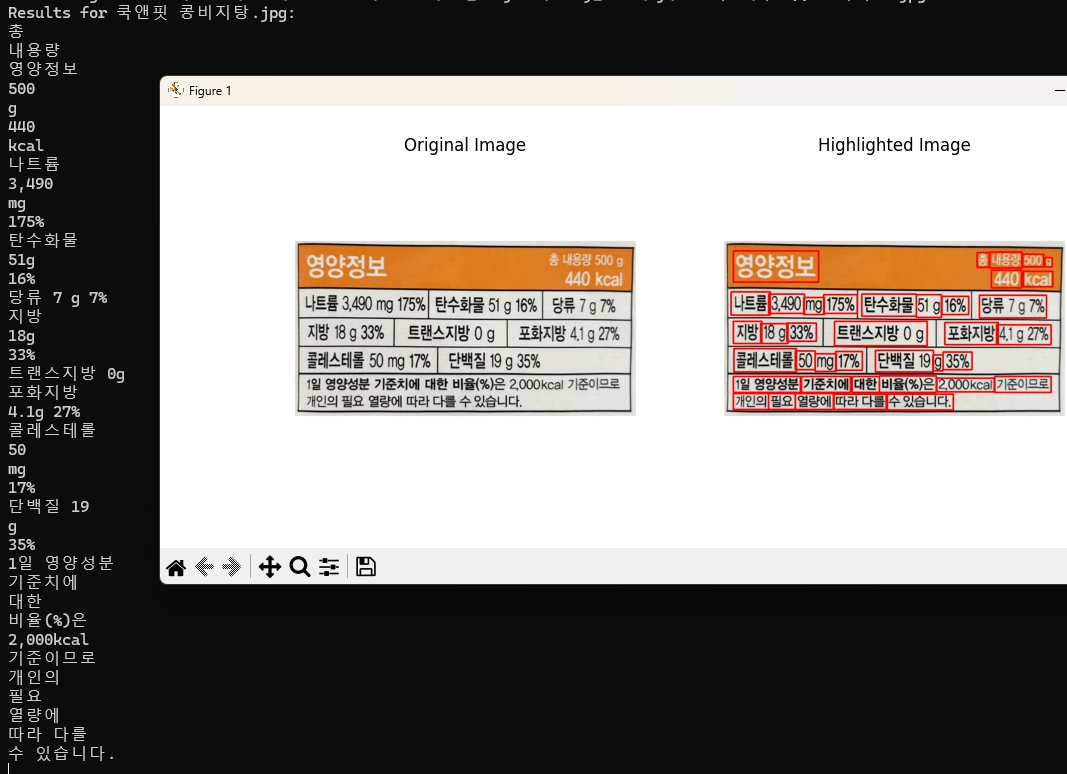 Results for 쿡앤핏 콩비지탕.jpg:
총
내용량
영양정보
500
g
440
kcal
나트륨
3,490
mg
175%
탄수화물
51g
16%
당류 7 g 7%
지방
18g
33%
트랜스지방 0g
포화지방
4.1g 27%
콜레스테롤
50
mg
17%
단백질 19
g
35%
1일 영양성분
기준치에
대한
비율(%)은
2,000kcal
기준이므로
개인의
필요
열량에
따라 다를
수 있습니다.
Figure 1
Original Image
영양정보 총 내용량 500 g
440 kcal
나트륨 3,490 mg 175% 탄수화물 51 g 16% 당류 7 g 7%
지방 18 g 33% 트랜스지방 0 g 포화지방 4.1 g 27%
콜레스테롤 50 mg 17% 단백질 19 g 35%
1일 영양성분 기준치에 대한 비율(%)은 2,000kcal 기준이므로
개인의 필요 열량에 따라 다를 수 있습니다.
Highlighted Image
영양정보 총 내용량 500 g
440 kcal
나트륨 3,490 mg 175% 탄수화물 51 g 16% 당류 7 g 7%
지방 18 g 33% 트랜스지방 0 g 포화지방 4.1 g 27%
콜레스테롤 50 mg 17% 단백질 19 g 35%
1일 영양성분 기준치에 대한 비율(%)은 2,000kcal 기준이므로
개인의 필요 열량에 따라 다를 수 있습니다.